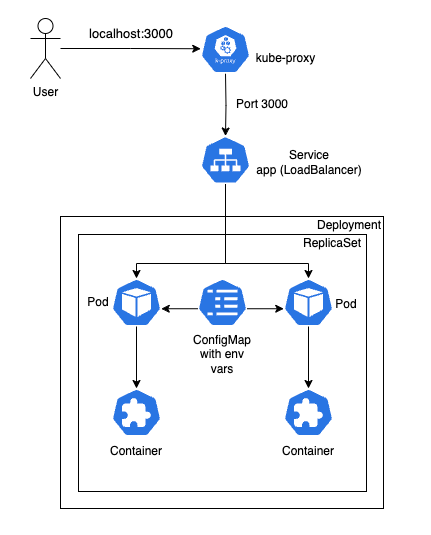 localhost:3000
k-proxy
kube-proxy
User
Port 3000
Service
app (LoadBalancer)
Deployment
ReplicaSet
Pod
Pod
ConfigMap
with env
vars
Container
Container